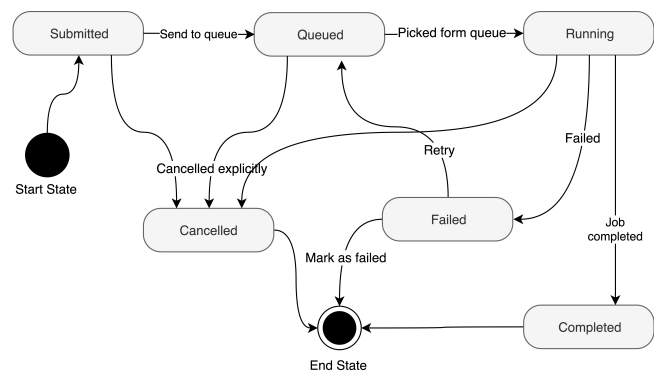 Submitted
Send to queue
Queued
Picked form queue
Running
Start State
Cancelled explicitly
Retry
Failed
Cancelled
Failed
Job
completed
Mark as failed
Completed
End State